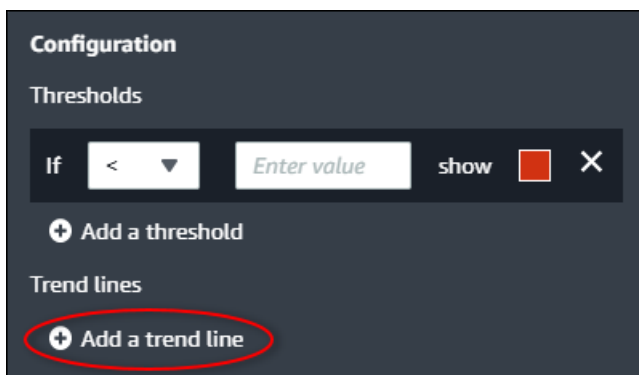 Configuration
Thresholds
If < Enter value show
Add a threshold
Trend lines
Add a trend line